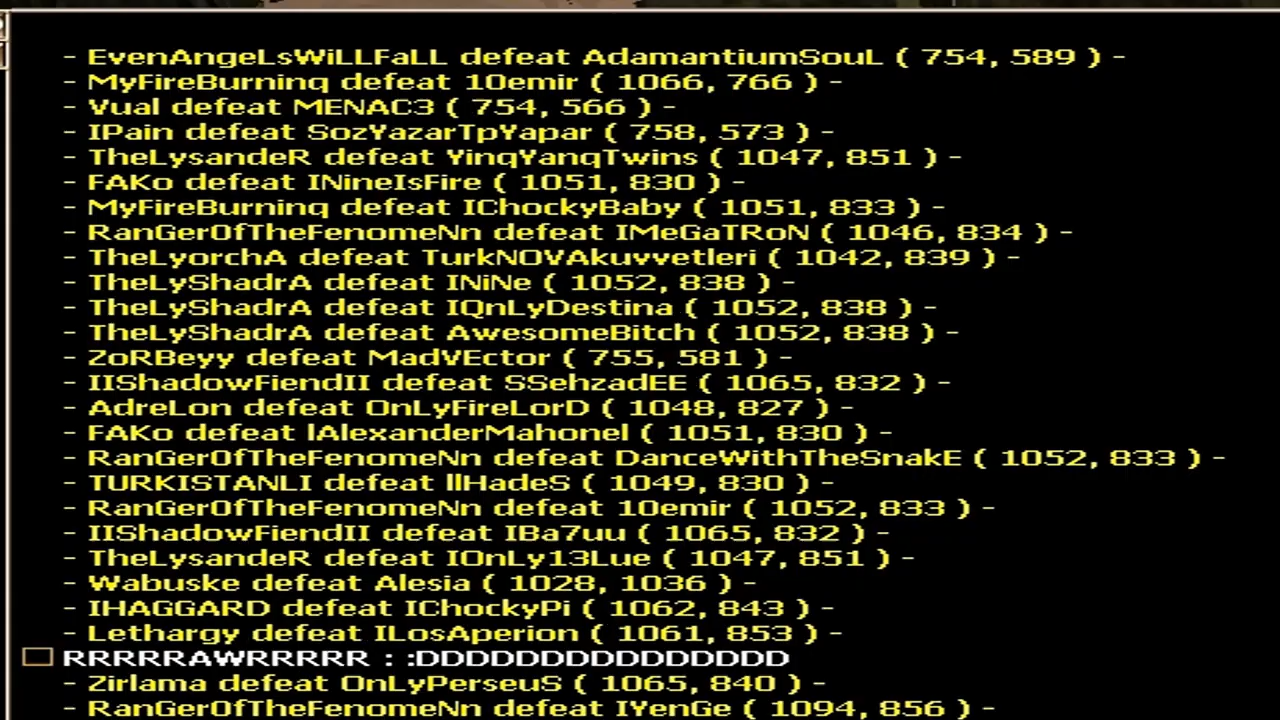 - EvenAngeLsWiLLFaLL defeat AdamantiumSouL ( 754, 589 ) -
- MyFireBurning defeat 10emir ( 1066, 766 ) -
- Vual defeat MENAC3 ( 754, 566 ) -
- IPain defeat SozYazarTpYapar ( 758, 573 ) -
- TheLysandeR defeat YingYangTwins ( 1047, 851 ) -
- FAKo defeat INineIsFire ( 1051, 830 ) -
- MyFireBurning defeat IChockyBaby ( 1051, 833 ) -
- RanGerOfTheFenomeNn defeat IMeGaTRoN ( 1046, 834 ) -
- TheLyorchA defeat TurkNOVAkuvvetleri ( 1042, 839 ) -
- TheLyShadrA defeat INiNe ( 1052, 838 ) -
- TheLyShadrA defeat IQnLyDestina ( 1052, 838 ) -
- TheLyShadrA defeat AwesomeBitch ( 1052, 838 ) -
- ZoRBeyy defeat MadVEctor ( 755, 581 ) -
- IIShadowFiendII defeat SSehzadEE ( 1065, 832 ) -
- AdreLon defeat OnLyFireLorD ( 1048, 827 ) -
- FAKo defeat lAlexanderMahonel ( 1051, 830 ) -
- RanGerOfTheFenomeNn defeat DanceWithTheSnakE ( 1052, 833 ) -
- TURKISTANLI defeat llHadeS ( 1049, 830 ) -
- RanGerOfTheFenomeNn defeat 10emir ( 1052, 833 ) -
- IIShadowFiendII defeat IBa7uu ( 1065, 832 ) -
- TheLysandeR defeat IOnLy13Lue ( 1047, 851 ) -
- Wabuske defeat Alesia ( 1028, 1036 ) -
- IHAGGARD defeat IChockyPi ( 1062, 843 ) -
- Lethargy defeat ILosAperion ( 1061, 853 ) -
RRRRRAWRRRRR : :DDDDDDDDDDDDDDDD
- Zirlama defeat OnLyPerseuS ( 1065, 840 ) -
- RanGerOfTheFenomeNn defeat IYenGe ( 1094, 856 ) -